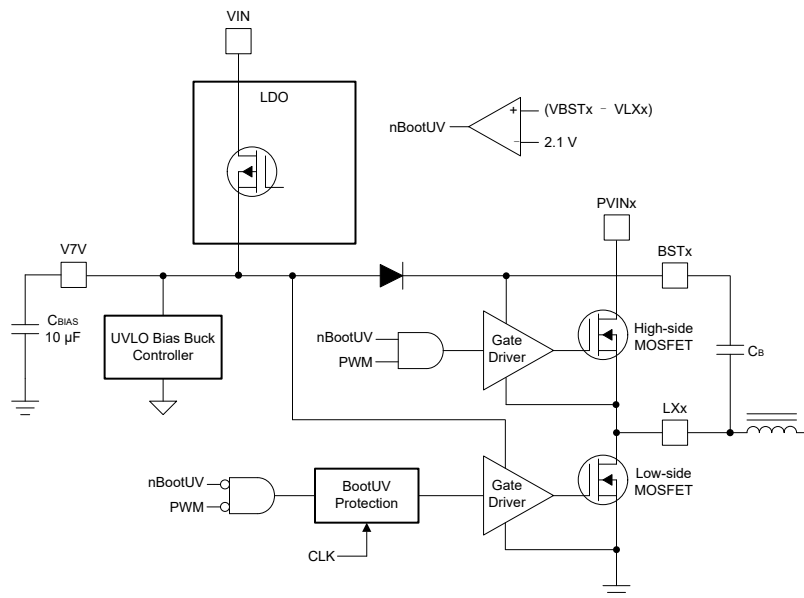 VIN
LDO
nBootUV
(VBSTx – VLXx)
2.1 V
+
–
PVINx
V7V
BSTx
CBIAS
10 µF
UVLO Bias Buck
Controller
nBootUV
PWM
Gate
Driver
High-side
MOSFET
CB
LXx
nBootUV
PWM
BootUV
Protection
Gate
Driver
Low-side
MOSFET
CLK